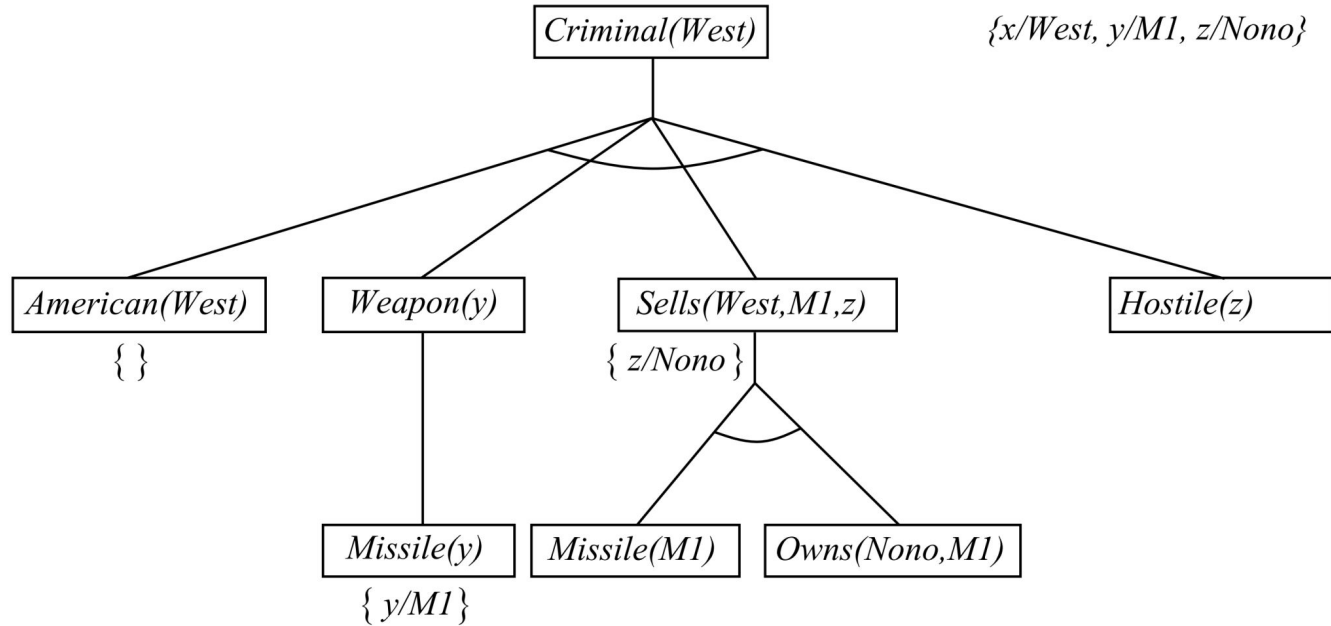 Criminal(West)
{x/West, y/M1, z/Nono}
American(West)
Weapon(y)
Sells(West,M1,z)
Hostile(z)
{ }
{ z/Nono }
Missile(y)
Missile(M1)
Owns(Nono,M1)
{ y/M1 }